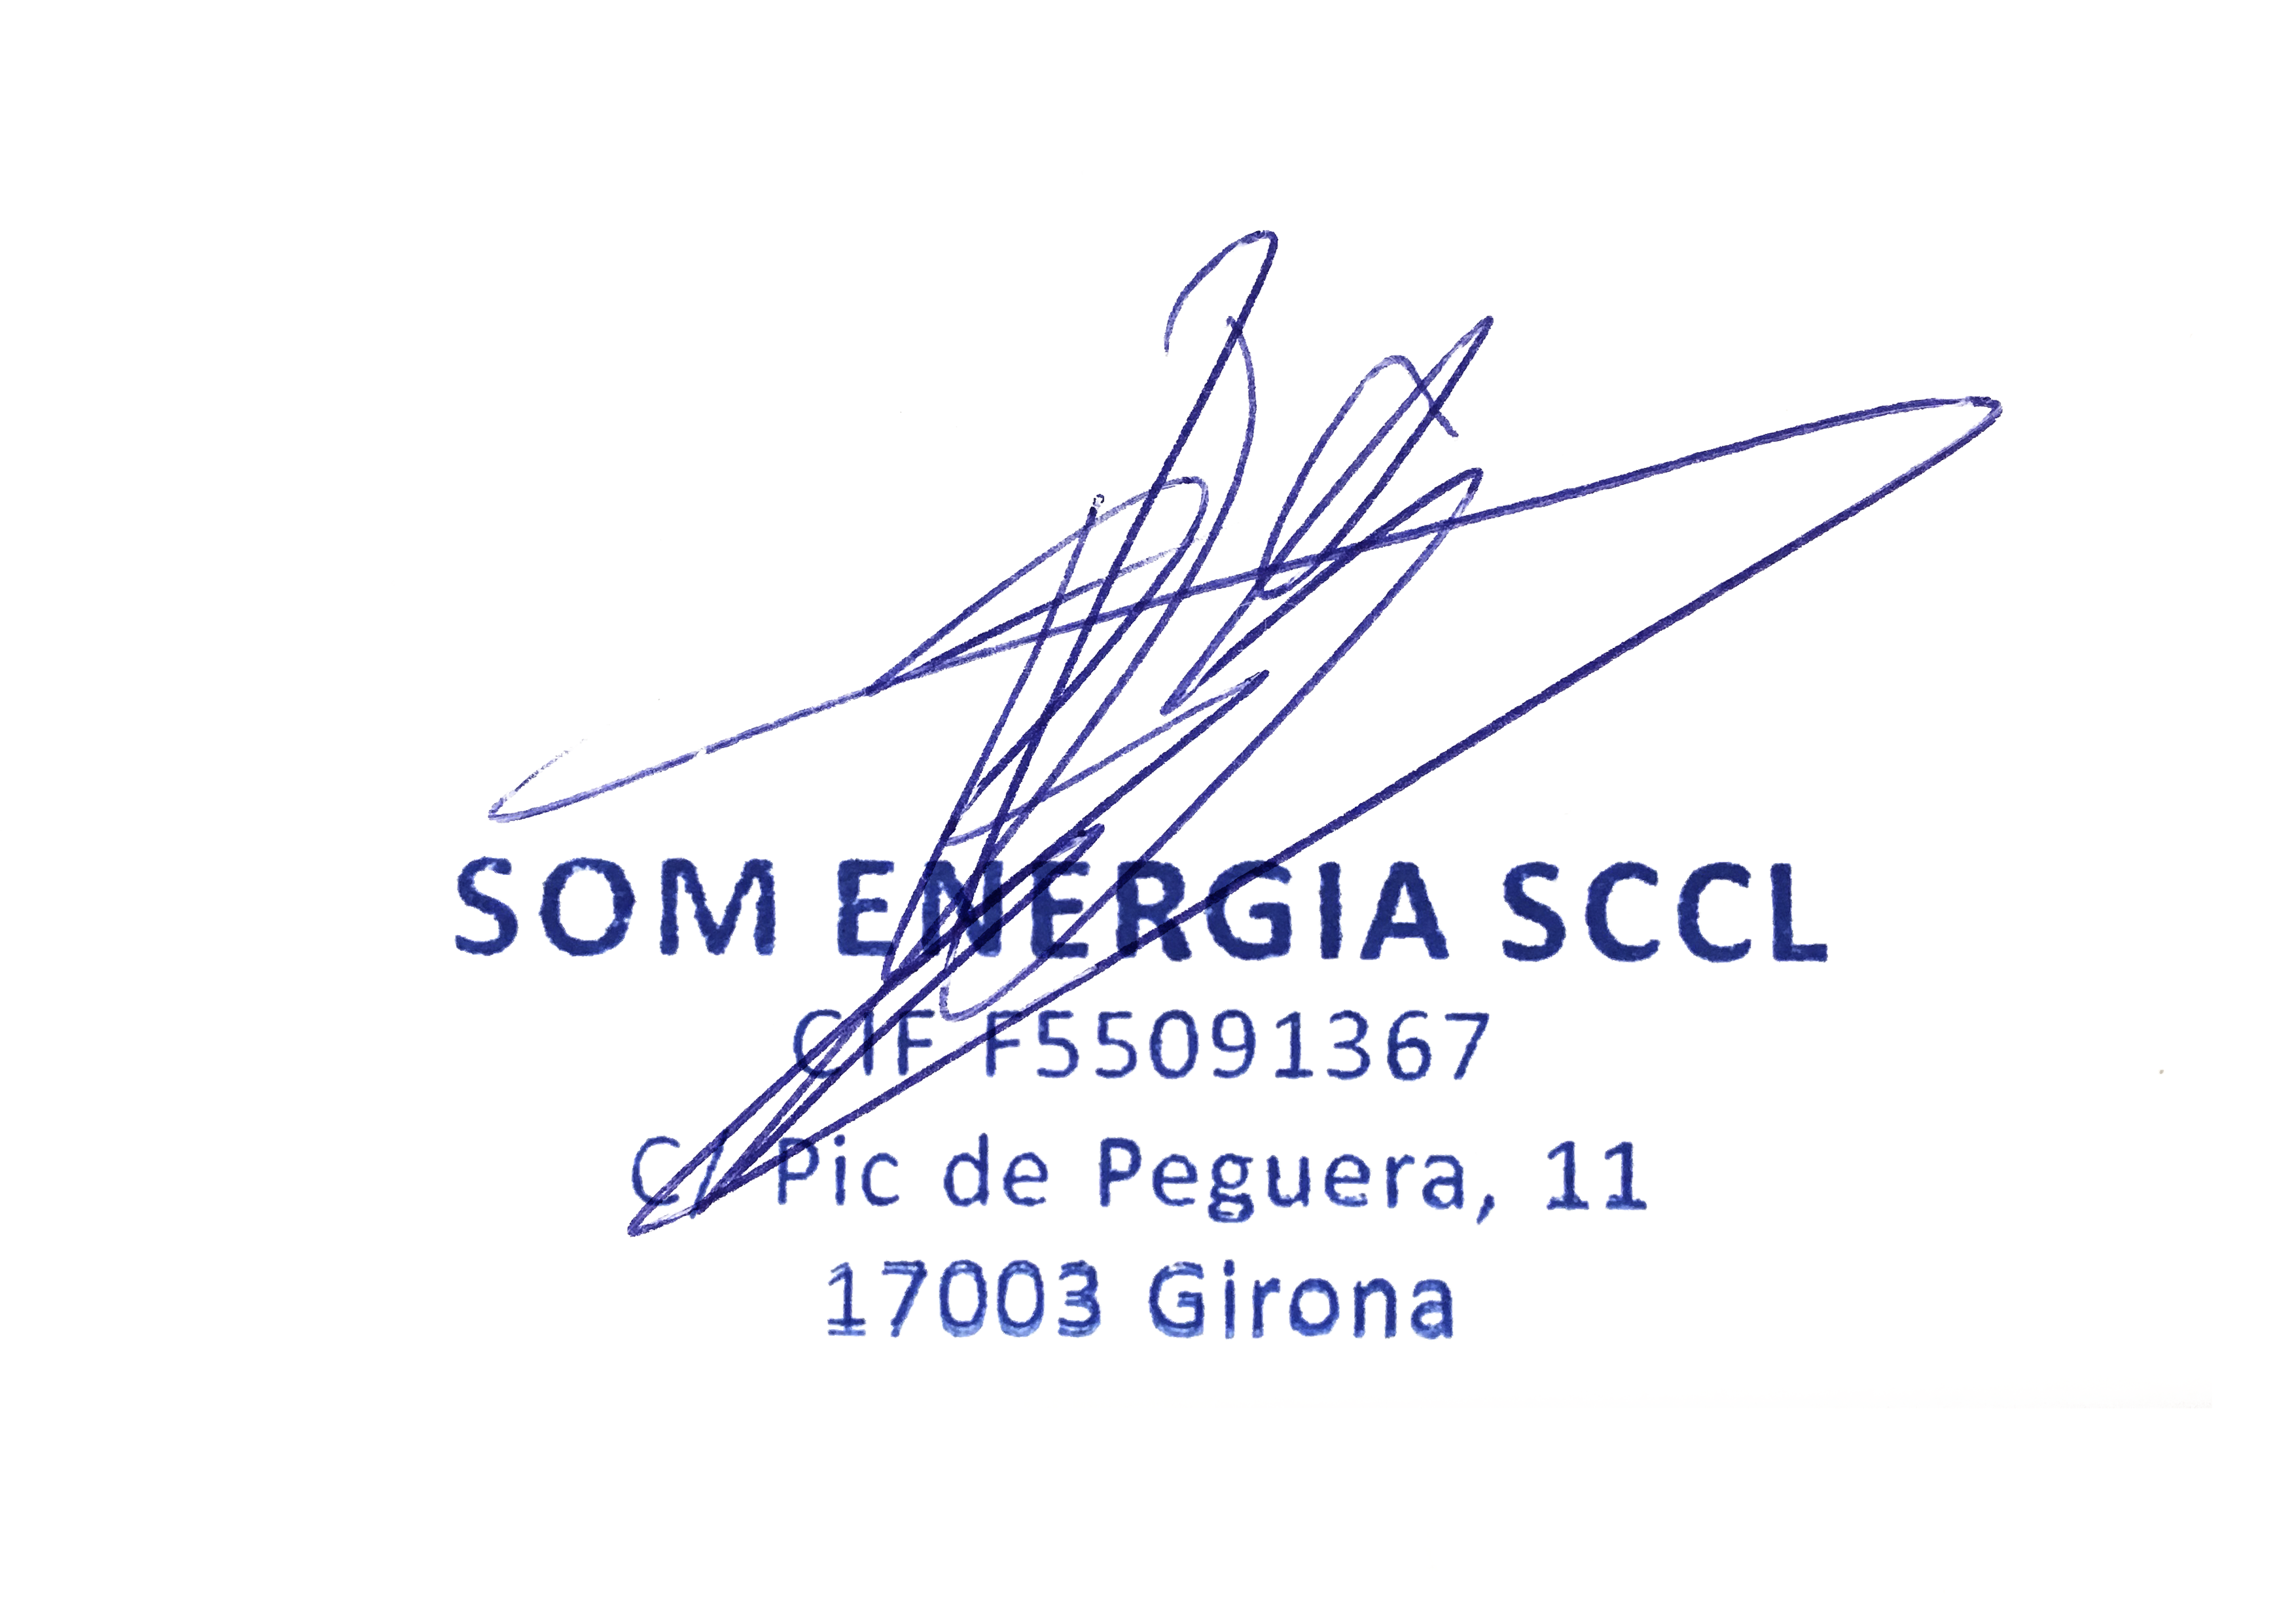 SOM ENERGIA SCCL
CIF F55091367
C/ Pic de Peguera, 11
17003 Girona